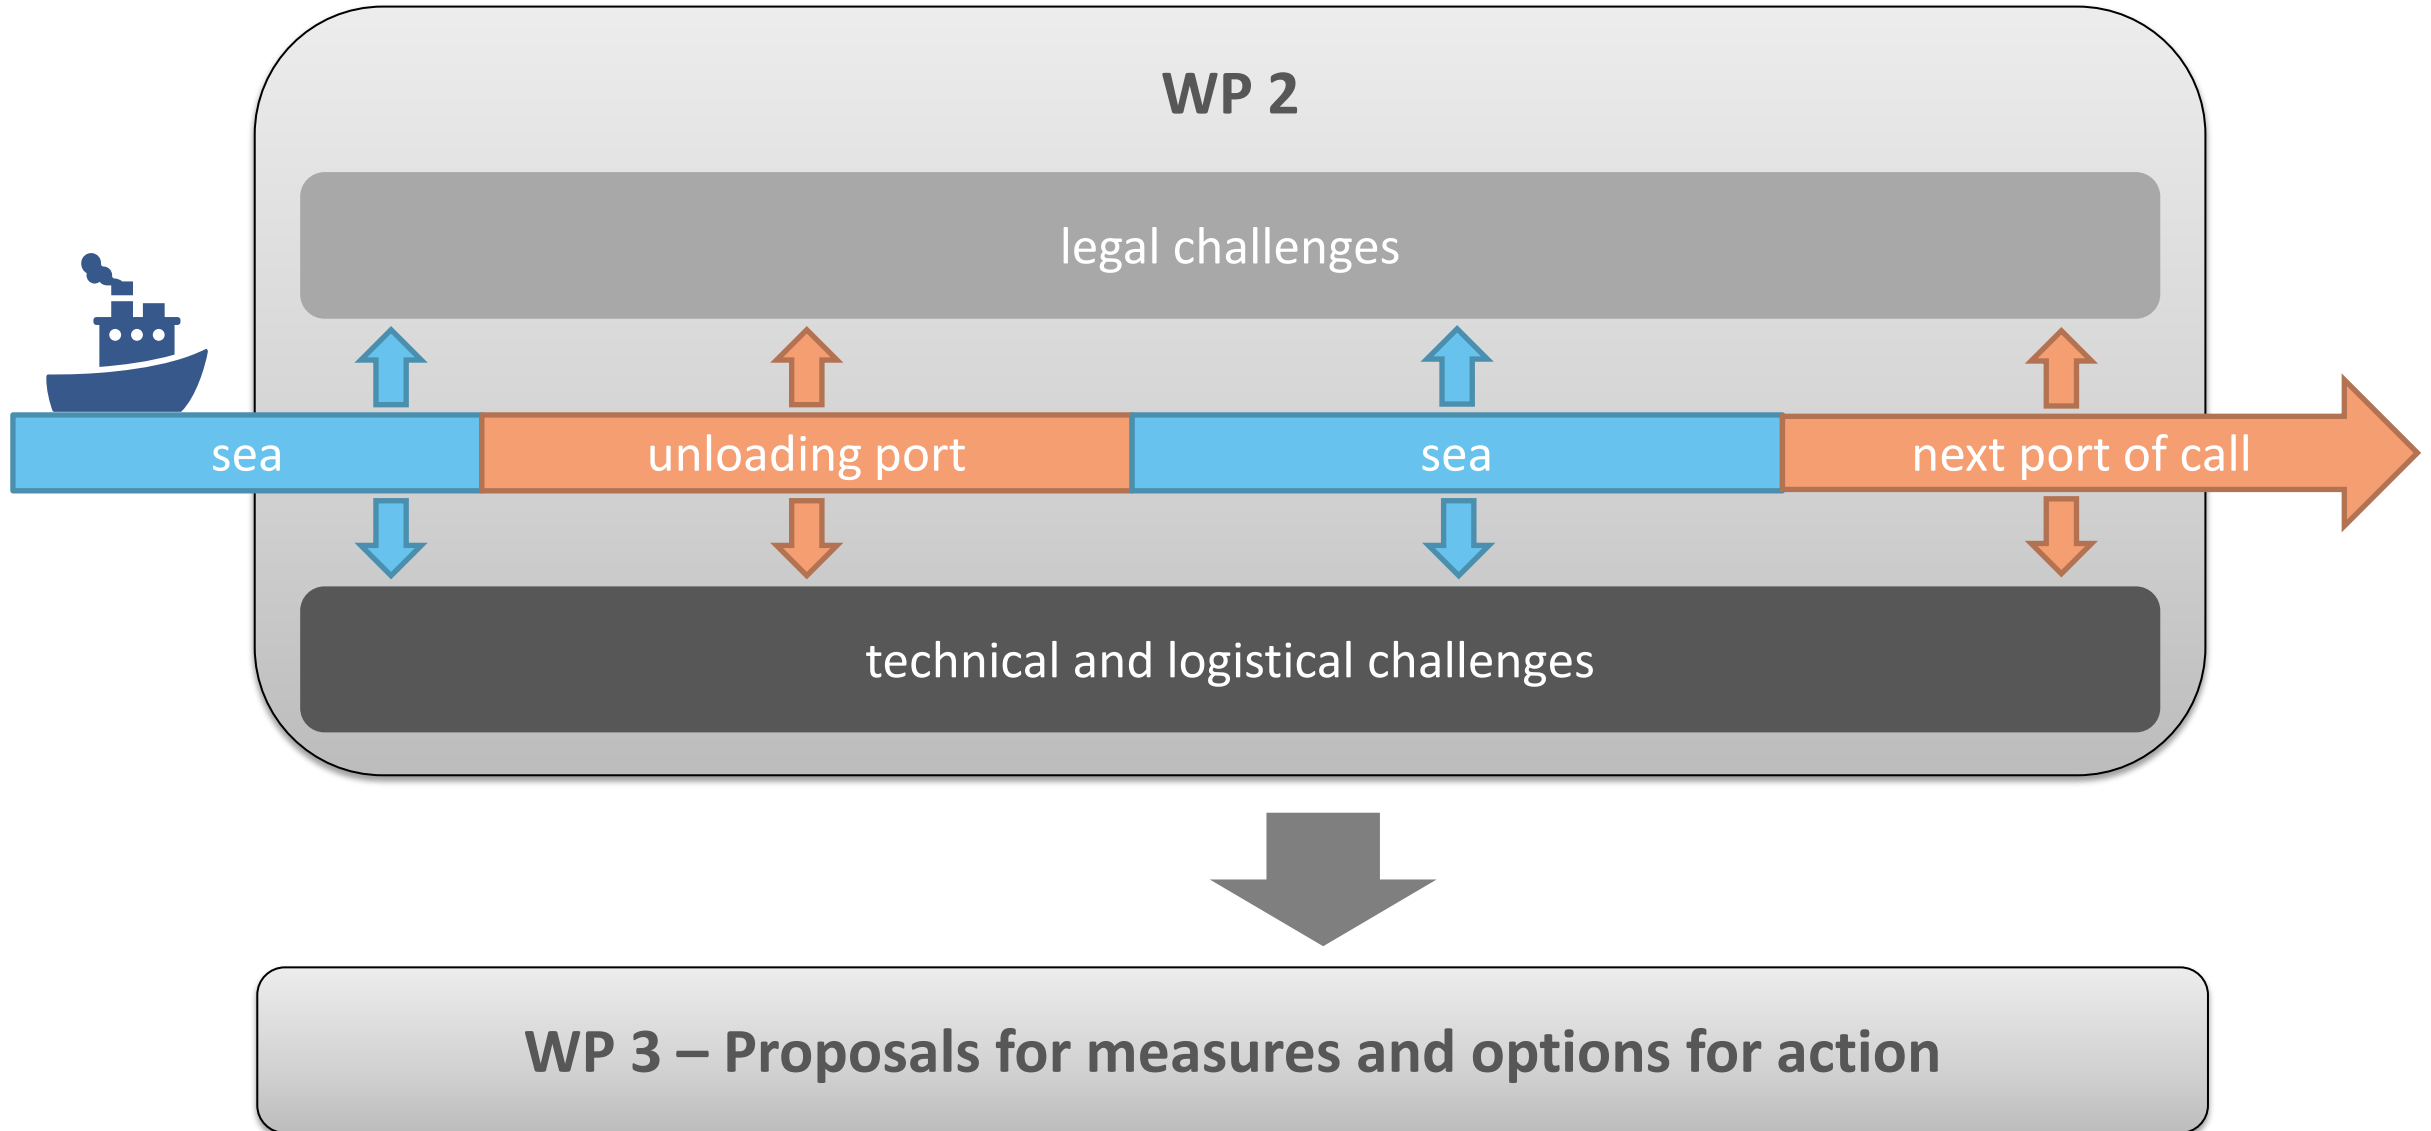 WP 2
legal challenges
sea
unloading port
sea
next port of call
technical and logistical challenges
WP 3 – Proposals for measures and options for action